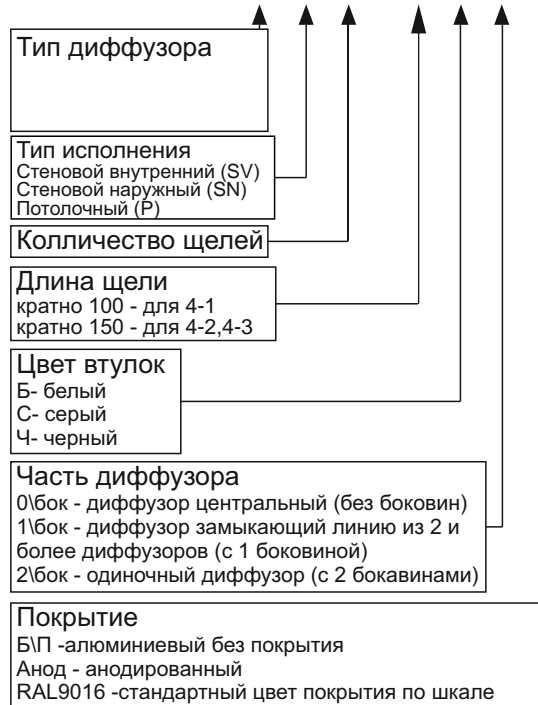 Тип диффузора
Тип исполнения
Стеновой внутренний (SV)
Стеновой наружный (SN)
Потолочный (P)
Колличество щелей
Длина щели
кратно 100 - для 4-1
кратно 150 - для 4-2,4-3
Цвет втулок
Б- белый
С- серый
Ч- черный
Часть диффузора
0\бок - диффузор центральный (без боковин)
1\бок - диффузор замыкающий линию из 2 и
более диффузоров (с 1 боковиной)
2\бок - одиночный диффузор (с 2 бокавинами)
Покрытие
Б\П -алюминиевый без покрытия
Анод - анодированный
RAL9016 -стандартный цвет покрытия по шкале